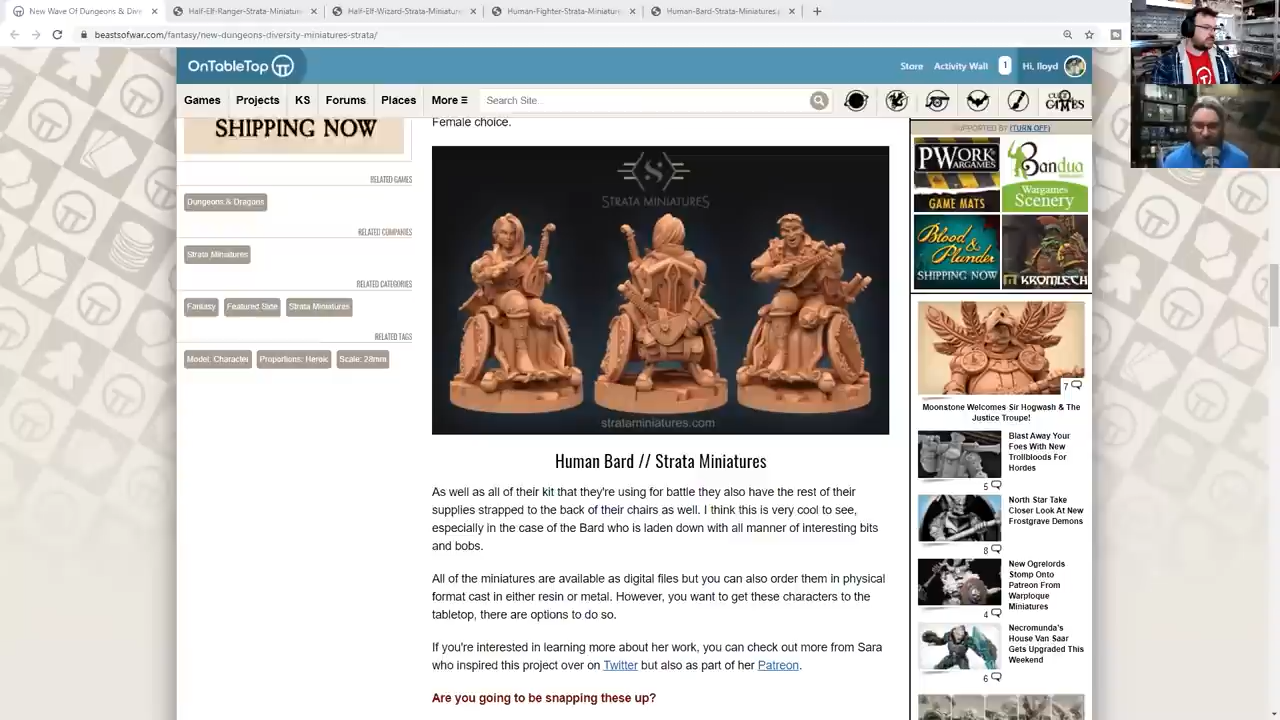 New Wave Of Dungeons & Dive
Half-Elf-Ranger-Strata-Miniature
Half-Elf-Wizard-Strata-Miniature
Human-Fighter-Strata-Miniature
Human-Bard-Strata-Miniatures.
beastsofwar.com/fantasy/new-dungeons-diversity-miniatures-strata/
OnTableTop
Store
Activity Wall
1
Hi, lloyd
Games
Projects
KS
Forums
Places
More ≡
Search Site...
CULT OF GAMES
SHIPPING NOW
RELATED GAMES
Dungeons & Dragons
RELATED COMPANIES
Strata Miniatures
RELATED CATEGORIES
Fantasy
Featured Side
Strata Miniatures
RELATED TAGS
Model: Character
Proportions: Heroic
Scale: 28mm
Female choice.
STRATA MINIATURES
strataminiatures.com
Human Bard // Strata Miniatures
As well as all of their kit that they're using for battle they also have the rest of their
supplies strapped to the back of their chairs as well. I think this is very cool to see,
especially in the case of the Bard who is laden down with all manner of interesting bits
and bobs.
All of the miniatures are available as digital files but you can also order them in physical
format cast in either resin or metal. However, you want to get these characters to the
tabletop, there are options to do so.
If you're interested in learning more about her work, you can check out more from Sara
who inspired this project over on Twitter but also as part of her Patreon.
Are you going to be snapping these up?
SUPPORTED BY (TURN OFF)
PWORK
WARGAMES
GAME MATS
Bandua
Wargames
Scenery
Blood &
Plunder
SHIPPING NOW
KROMLECH
7
Moonstone Welcomes Sir Hogwash & The
Justice Troupe!
Blast Away Your
Foes With New
Trollbloods For
Hordes
5
North Star Take
Closer Look At New
Frostgrave Demons
8
New Ogrelords
Stomp Onto
Patreon From
Warploque
Miniatures
4
Necromunda's
House Van Saar
Gets Upgraded This
Weekend
6